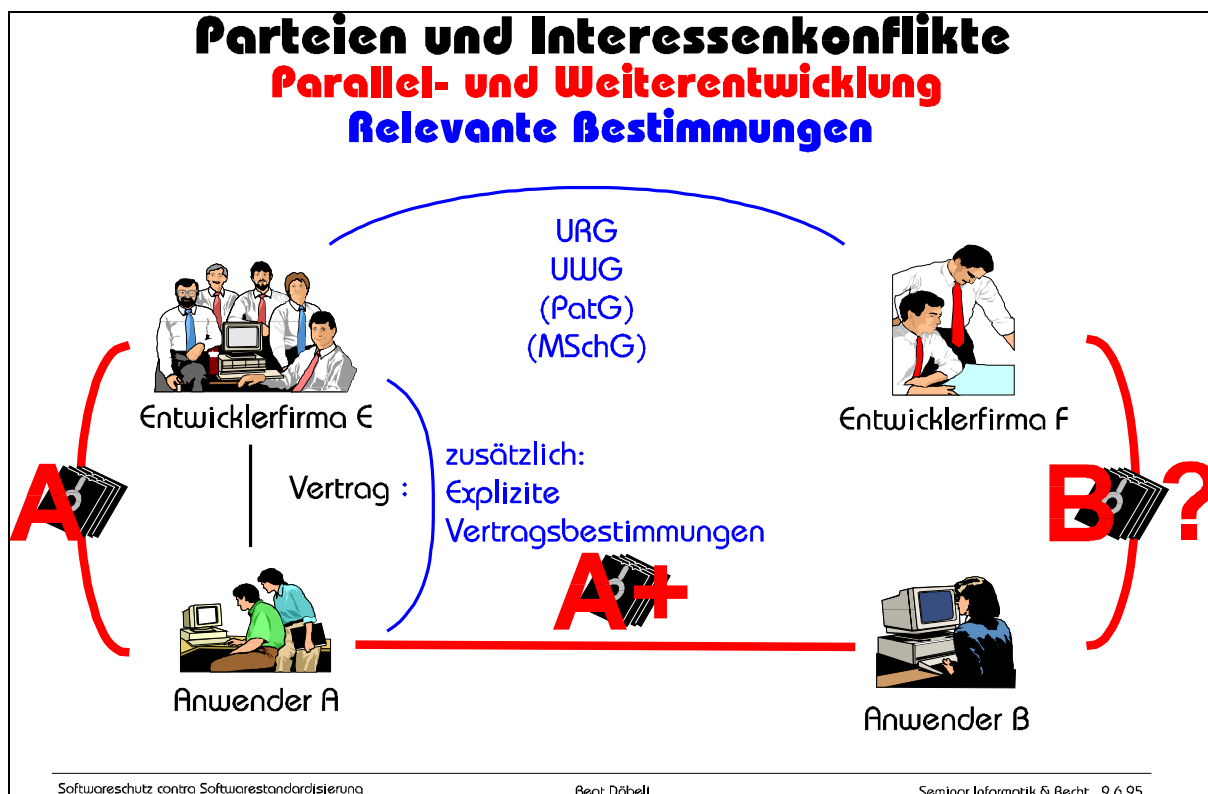 Parteien und Interessenkonflikte
Parallel- und Weiterentwicklung
Relevante Bestimmungen
URG
UWG
(PatG)
(MSchG)
Entwicklerfirma E
Entwicklerfirma F
A
Vertrag :
zusätzlich:
Explizite
Vertragsbestimmungen
B ?
A+
Anwender A
Anwender B
Softwareschutz contra Softwarestandardisierung
Beat Döbeli
Seminar Informatik & Recht 9.6.95